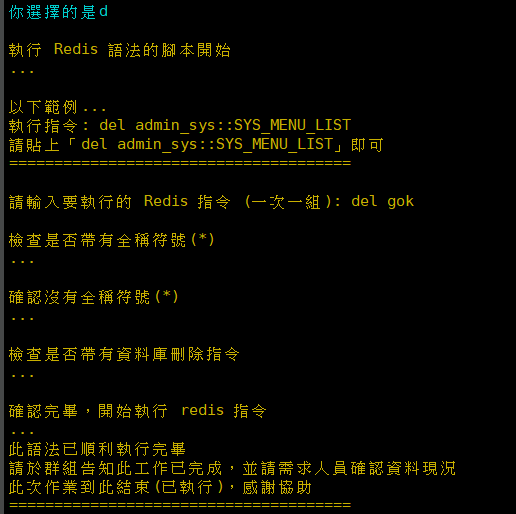 你選擇的是d
執行 Redis 語法的腳本開始
...
以下範例...
執行指令: del admin_sys::SYS_MENU_LIST
請貼上「del admin_sys::SYS_MENU_LIST」即可
======================================
請輸入要執行的 Redis 指令 (一次一組): del gok
檢查是否帶有全稱符號(*)
...
確認沒有全稱符號(*)
...
檢查是否帶有資料庫刪除指令
...
確認完畢，開始執行 redis 指令
...
此語法已順利執行完畢
請於群組告知此工作已完成，並請需求人員確認資料現況
此次作業到此結束(已執行)，感謝協助
======================================